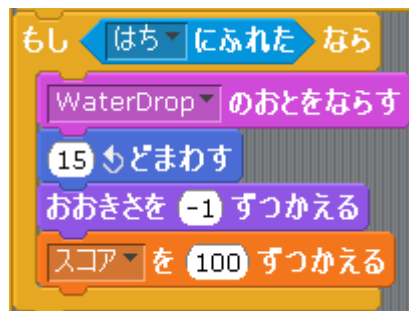 もし はち にふれた なら
WaterDrop のおとをならす
15 どまわす
おおきさを -1 ずつかえる
スコア を 100 ずつかえる